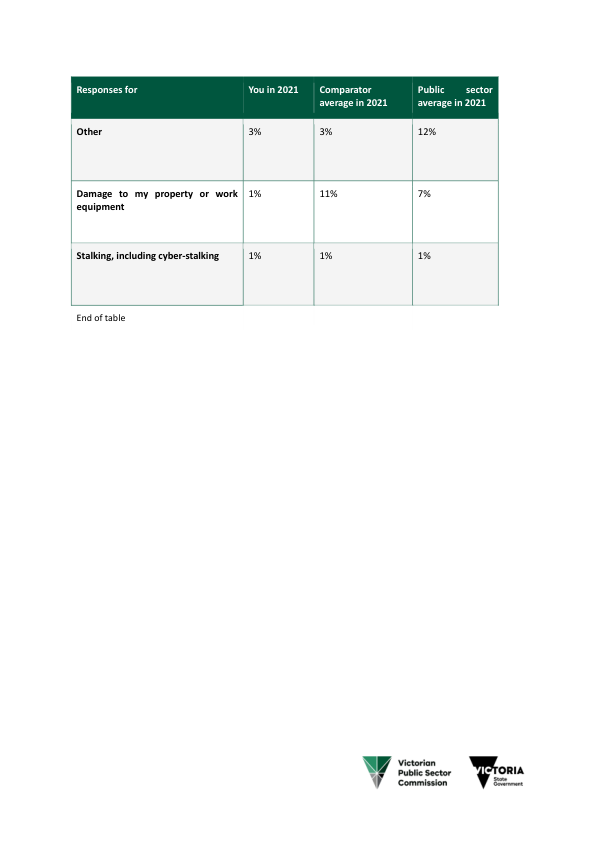 Responses for You in 2021 Comparator average in 2021 Public sector average in 2021
Other 3% 3% 12%
Damage to my property or work equipment 1% 11% 7%
Stalking, including cyber-stalking 1% 1% 1%
End of table
Victorian
Public Sector
Commission
VICTORIA
State
Government